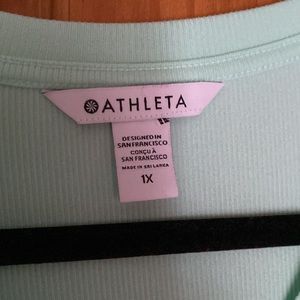 ATHLETA
DESIGNED IN
SAN FRANCISCO
CONÇU À
SAN FRANCISCO
MADE IN SRI LANKA
1X